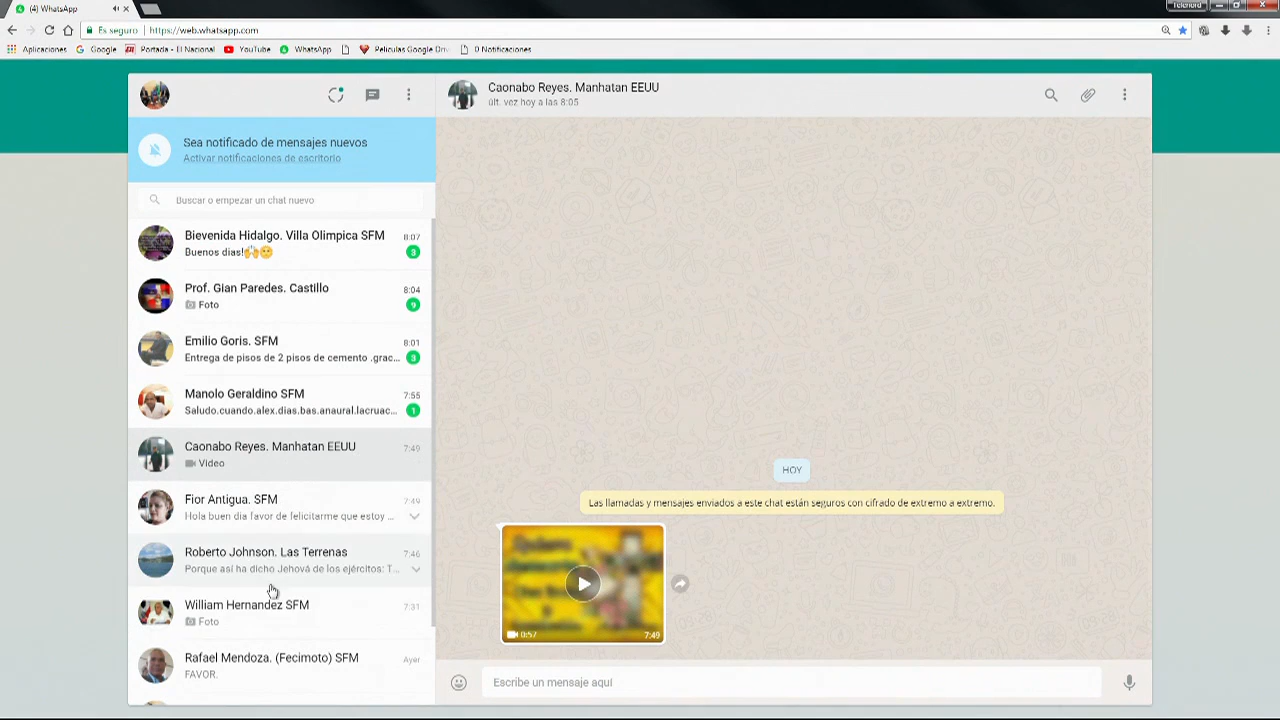 (4) WhatsApp
Telenord
Es seguro
https://web.whatsapp.com
Aplicaciones
Google
Portada - El Nacional
YouTube
WhatsApp
Peliculas Google Dri
0 Notificaciones
Sea notificado de mensajes nuevos
Activar notificaciones de escritorio
Buscar o empezar un chat nuevo
Bievenida Hidalgo. Villa Olimpica SFM 8:07
Buenos dias!🙌😊 3
Prof. Gian Paredes. Castillo 8:04
Foto 9
Emilio Goris. SFM 8:01
Entrega de pisos de 2 pisos de cemento .grac... 3
Manolo Geraldino SFM 7:55
Saludo.cuando.alex.dias.bas.anaural.lacruac... 1
Caonabo Reyes. Manhatan EEUU 7:49
Video
Fior Antigua. SFM 7:49
Hola buen dia favor de felicitarme que estoy ...
Roberto Johnson. Las Terrenas 7:46
Porque así ha dicho Jehová de los ejércitos: T...
William Hernandez SFM 7:31
Foto
Rafael Mendoza. (Fecimoto) SFM Ayer
FAVOR.
Caonabo Reyes. Manhatan EEUU
últ. vez hoy a las 8:05
HOY
Las llamadas y mensajes enviados a este chat están seguros con cifrado de extremo a extremo.
0:57 7:49
Escribe un mensaje aquí